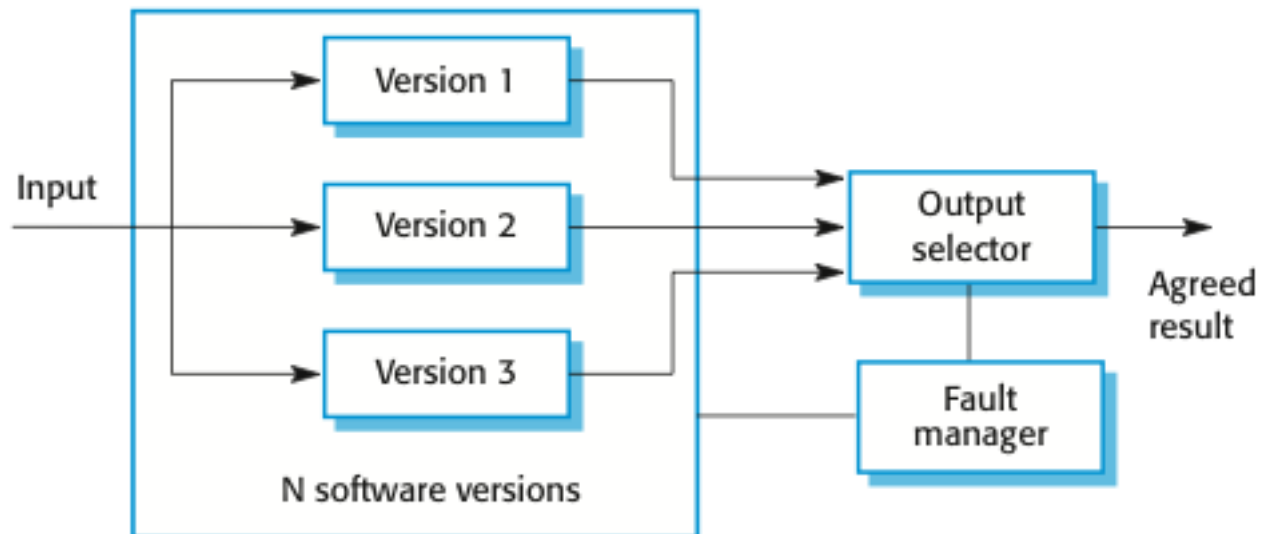 Version 1
Input
Version 2
Output
selector
Agreed
result
Version 3
Fault
manager
N software versions